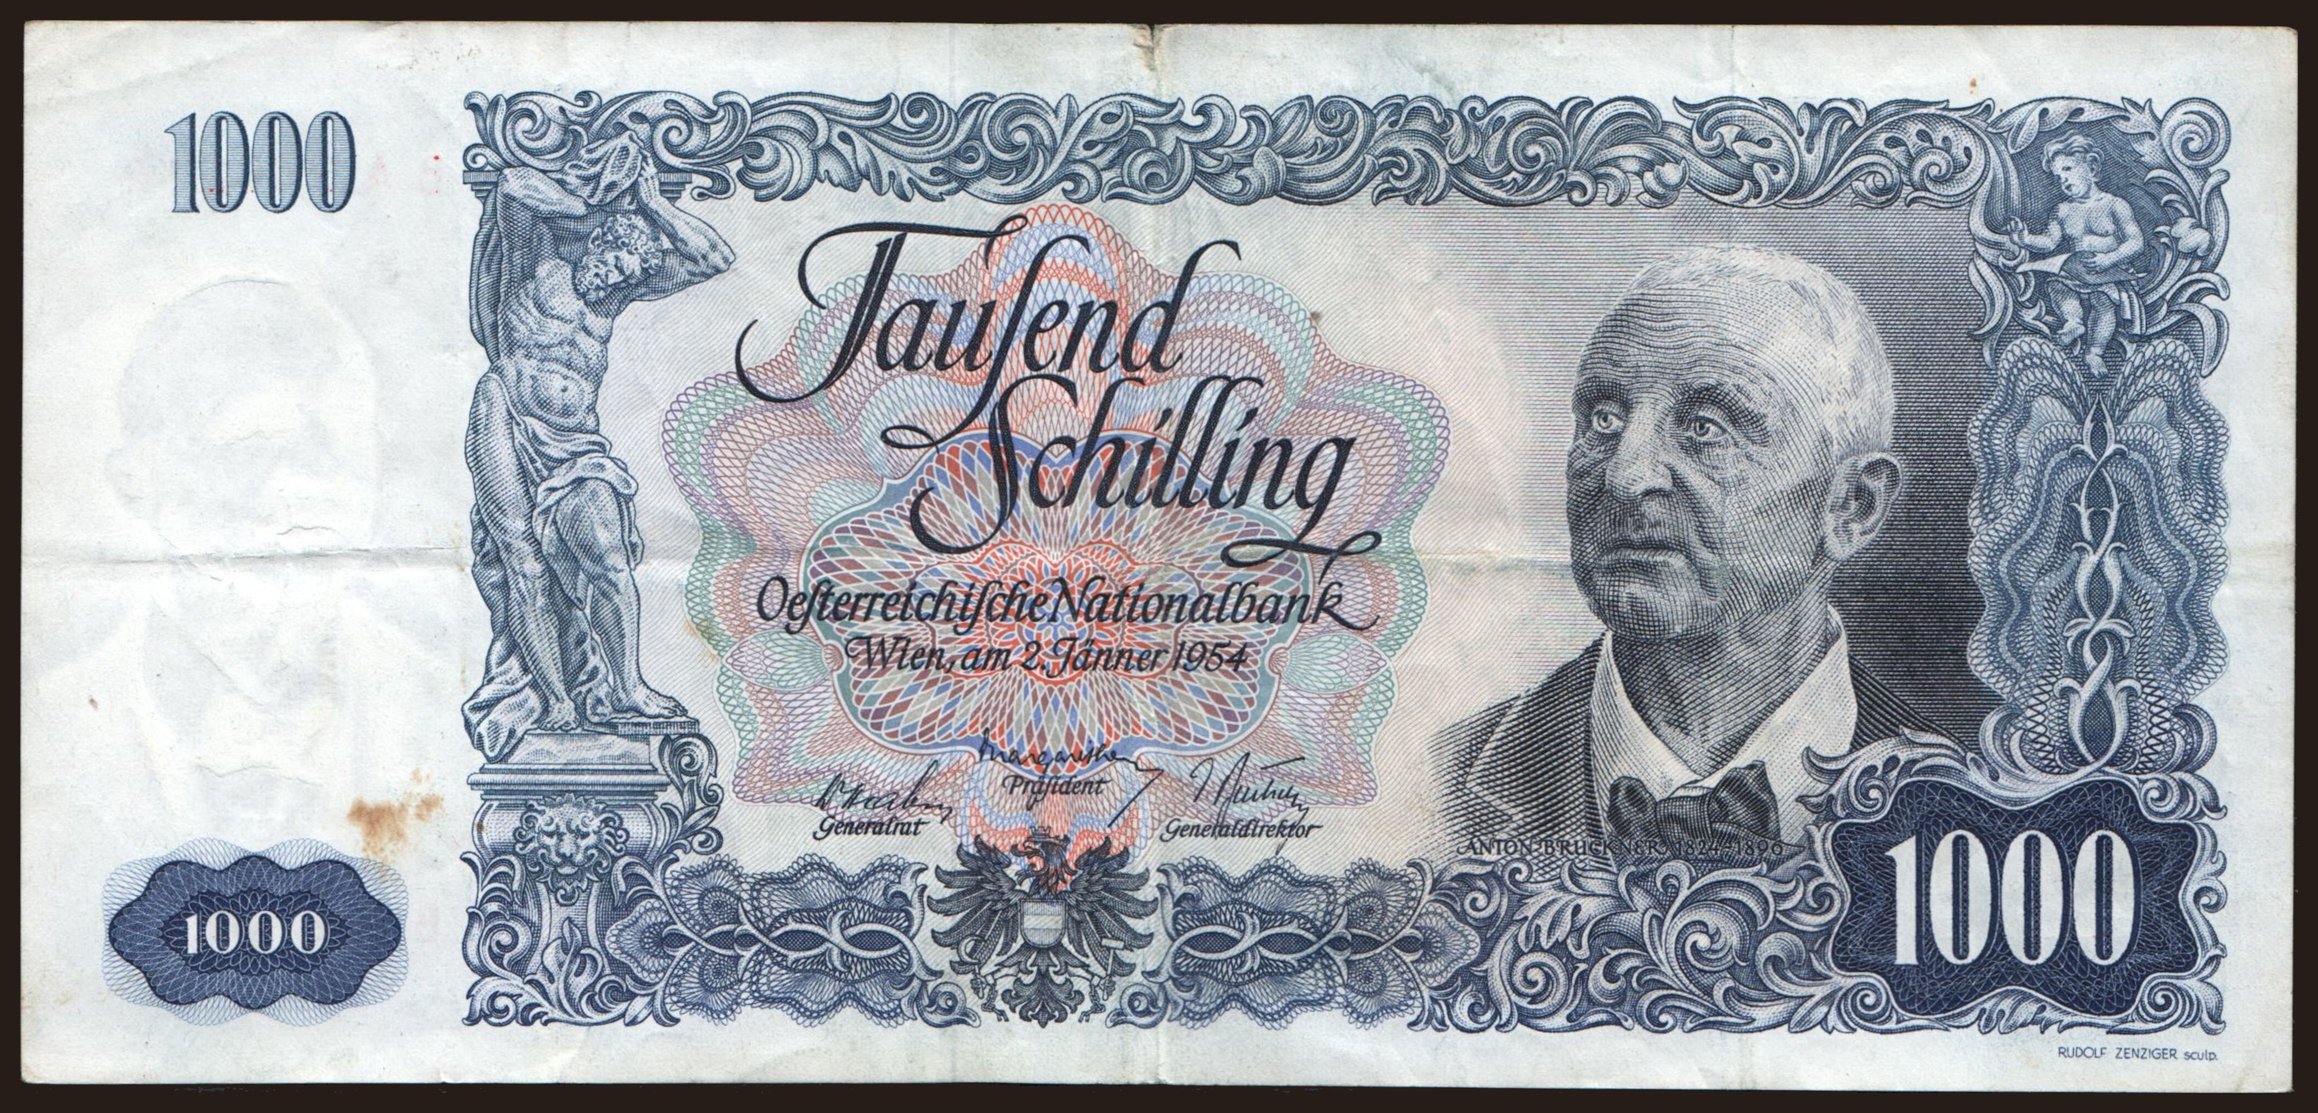 1000
Tauſend
Schilling
Oeſterreichiſche Nationalbank
Wien, am 2. Jänner 1954
Präſident
Generalrat
Generaldirektor
ANTON BRUCKNER 1824–1896
1000
1000
RUDOLF ZENZIGER sculp.